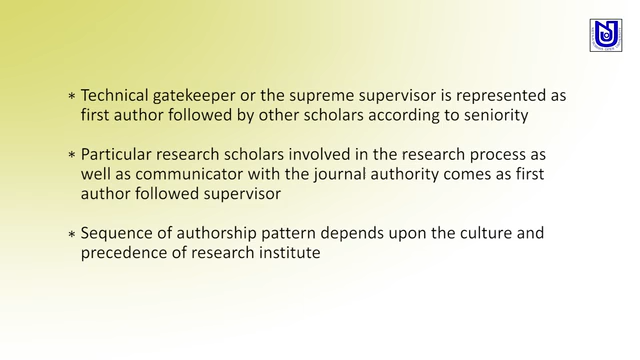 * Technical gatekeeper or the supreme supervisor is represented as
first author followed by other scholars according to seniority
* Particular research scholars involved in the research process as
well as communicator with the journal authority comes as first
author followed supervisor
* Sequence of authorship pattern depends upon the culture and
precedence of research institute